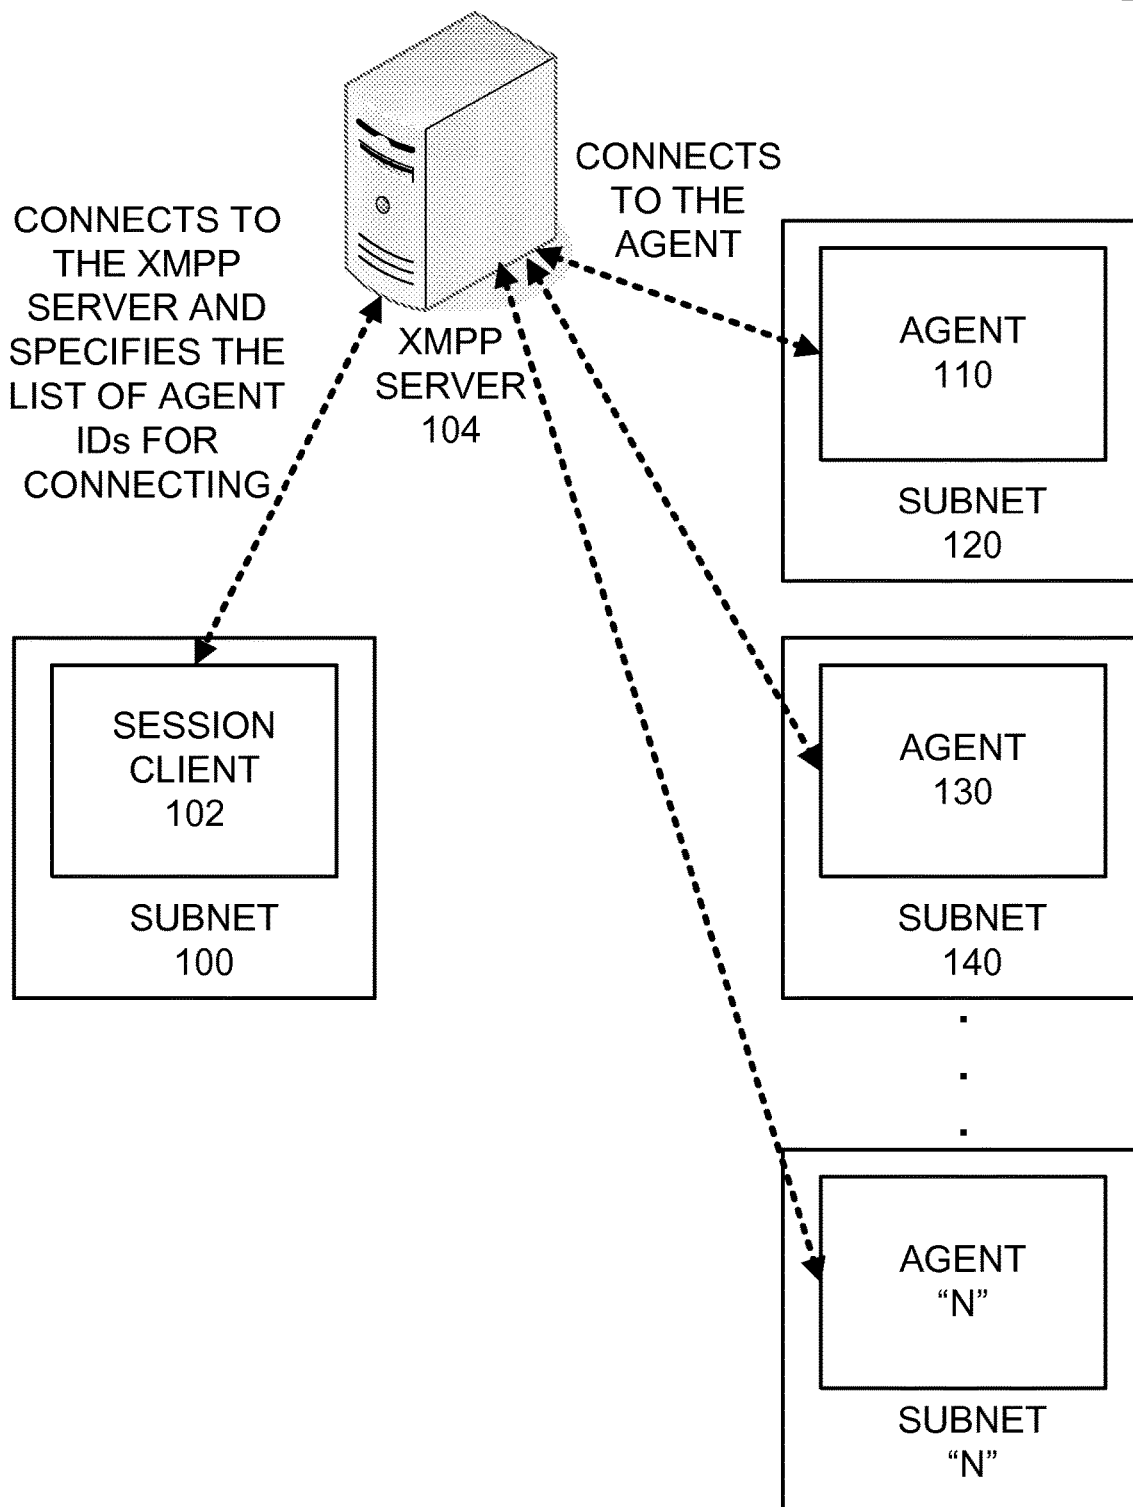 CONNECTS
TO THE
AGENT
CONNECTS TO
THE XMPP
SERVER AND
SPECIFIES THE
LIST OF AGENT
IDs FOR
CONNECTING
XMPP
SERVER
104
AGENT
110
SUBNET
120
SESSION
CLIENT
102
SUBNET
100
AGENT
130
SUBNET
140
AGENT
“N”
SUBNET
“N”